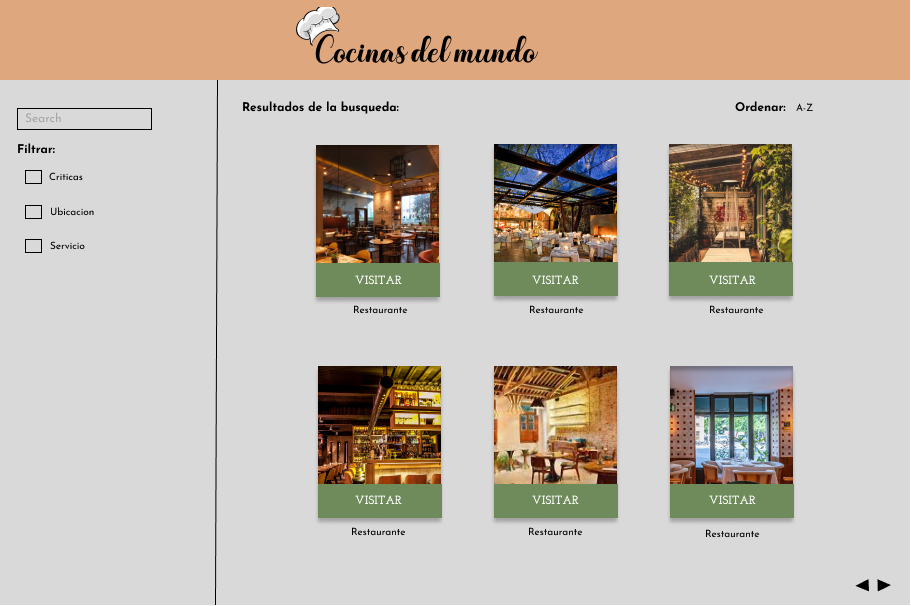 Cocinas del mundo
Search
Filtrar:
Criticas
Ubicacion
Servicio
Resultados de la busqueda:
Ordenar: A-Z
VISITAR VISITAR VISITAR
Restaurante Restaurante Restaurante
VISITAR VISITAR VISITAR
Restaurante Restaurante Restaurante